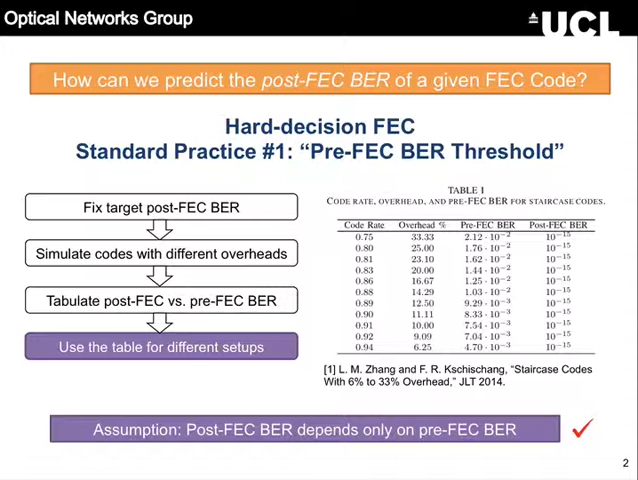 Optical Networks Group
UCL
How can we predict the post-FEC BER of a given FEC Code?
Hard-decision FEC
Standard Practice #1: “Pre-FEC BER Threshold”
Fix target post-FEC BER
Simulate codes with different overheads
Tabulate post-FEC vs. pre-FEC BER
Use the table for different setups
TABLE I
CODE RATE, OVERHEAD, AND PRE-FEC BER FOR STAIRCASE CODES.
Code Rate Overhead % Pre-FEC BER Post-FEC BER
0.75 33.33 2.12 · 10⁻² 10⁻¹⁵
0.80 25.00 1.76 · 10⁻² 10⁻¹⁵
0.81 23.10 1.62 · 10⁻² 10⁻¹⁵
0.83 20.00 1.44 · 10⁻² 10⁻¹⁵
0.86 16.67 1.25 · 10⁻² 10⁻¹⁵
0.88 14.29 1.03 · 10⁻² 10⁻¹⁵
0.89 12.50 9.29 · 10⁻³ 10⁻¹⁵
0.90 11.11 8.33 · 10⁻³ 10⁻¹⁵
0.91 10.00 7.54 · 10⁻³ 10⁻¹⁵
0.92 9.09 7.04 · 10⁻³ 10⁻¹⁵
0.94 6.25 4.70 · 10⁻³ 10⁻¹⁵
[1] L. M. Zhang and F. R. Kschischang, “Staircase Codes
With 6% to 33% Overhead,” JLT 2014.
Assumption: Post-FEC BER depends only on pre-FEC BER
2